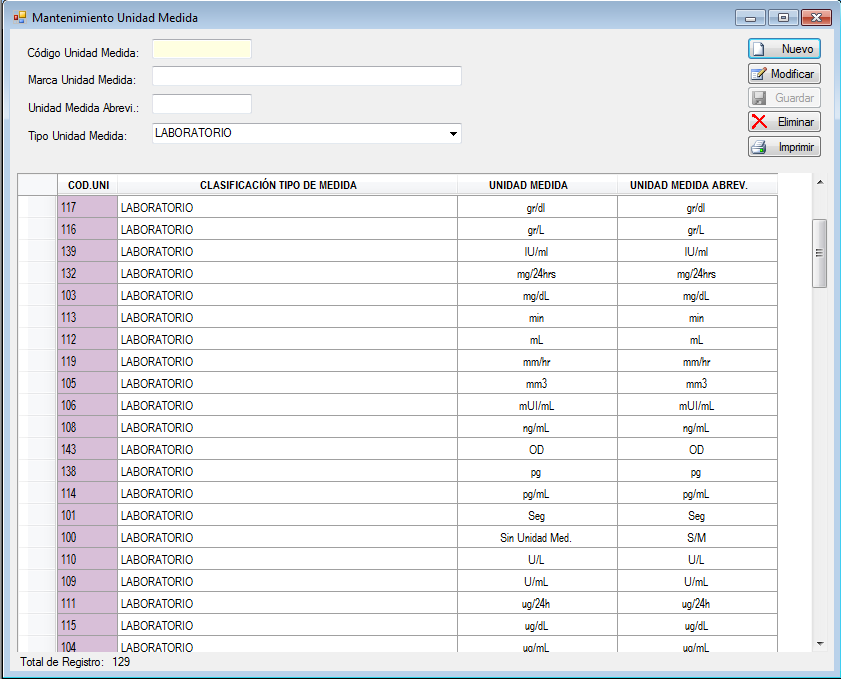 Mantenimiento Unidad Medida
Código Unidad Medida:
Nuevo
Marca Unidad Medida:
Modificar
Unidad Medida Abrevi.:
Guardar
Tipo Unidad Medida: LABORATORIO
Eliminar
Imprimir
COD.UNI CLASIFICACIÓN TIPO DE MEDIDA UNIDAD MEDIDA UNIDAD MEDIDA ABREV.
117 LABORATORIO gr/dl gr/dl
116 LABORATORIO gr/L gr/L
139 LABORATORIO IU/ml IU/ml
132 LABORATORIO mg/24hrs mg/24hrs
103 LABORATORIO mg/dL mg/dL
113 LABORATORIO min min
112 LABORATORIO mL mL
119 LABORATORIO mm/hr mm/hr
105 LABORATORIO mm3 mm3
106 LABORATORIO mUI/mL mUI/mL
108 LABORATORIO ng/mL ng/mL
143 LABORATORIO OD OD
138 LABORATORIO pg pg
114 LABORATORIO pg/mL pg/mL
101 LABORATORIO Seg Seg
100 LABORATORIO Sin Unidad Med. S/M
110 LABORATORIO U/L U/L
109 LABORATORIO U/mL U/mL
111 LABORATORIO ug/24h ug/24h
115 LABORATORIO ug/dL ug/dL
104 LABORATORIO ug/mL ug/mL
Total de Registro: 129